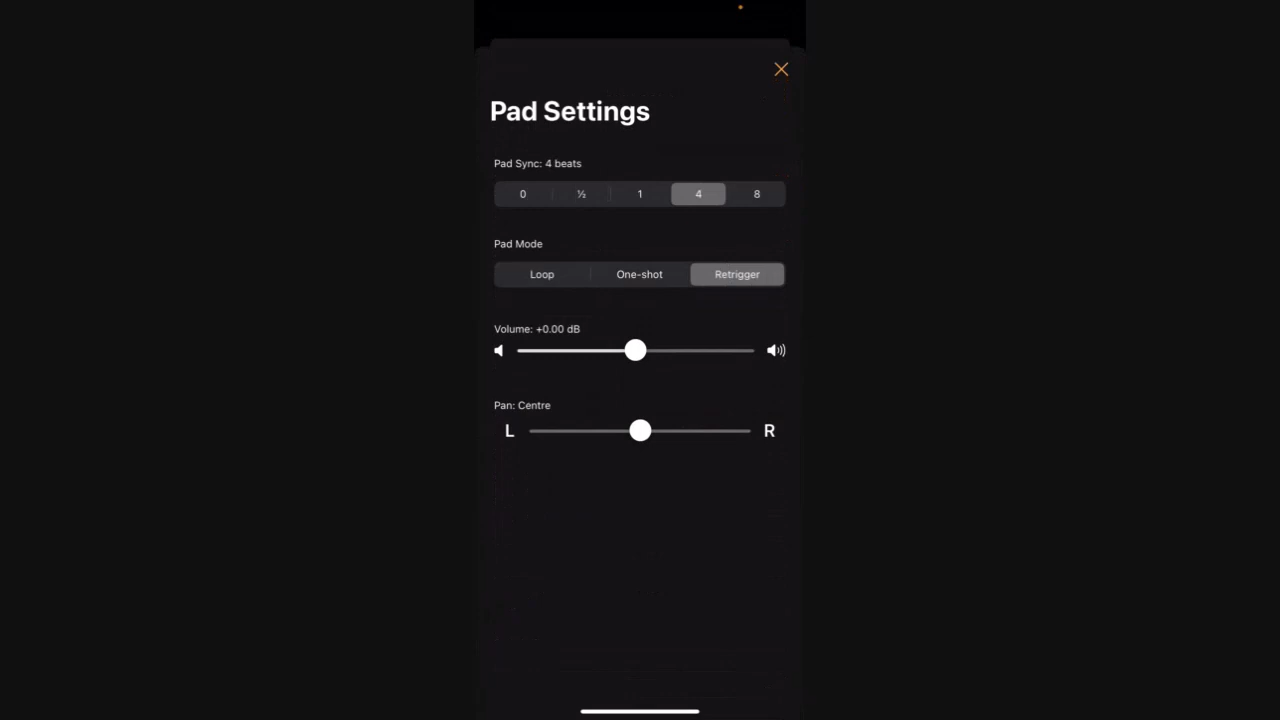 Pad Settings
Pad Sync: 4 beats
0 ½ 1 4 8
Pad Mode
Loop One-shot Retrigger
Volume: +0.00 dB
Pan: Centre
L R